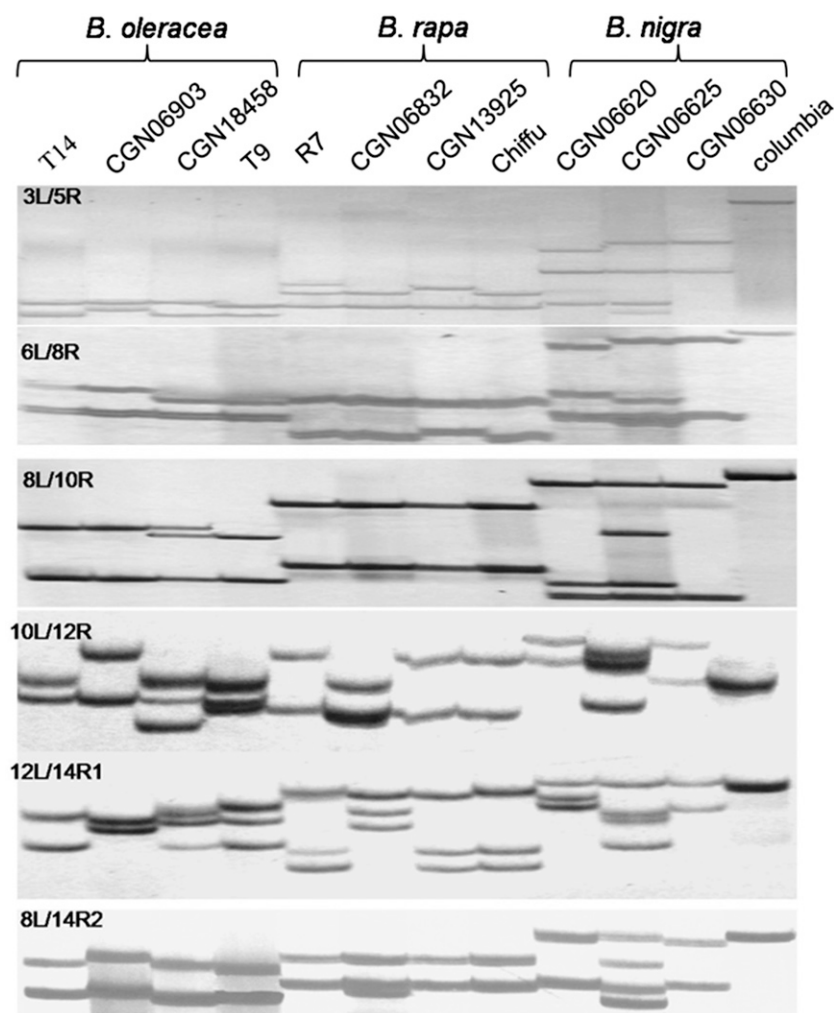 B. oleracea B. rapa B. nigra
T14 CGN06903 CGN18458 T9 R7 CGN06832 CGN13925 Chiffu CGN06620 CGN06625 CGN06630 columbia
3L/5R
6L/8R
8L/10R
10L/12R
12L/14R1
8L/14R2